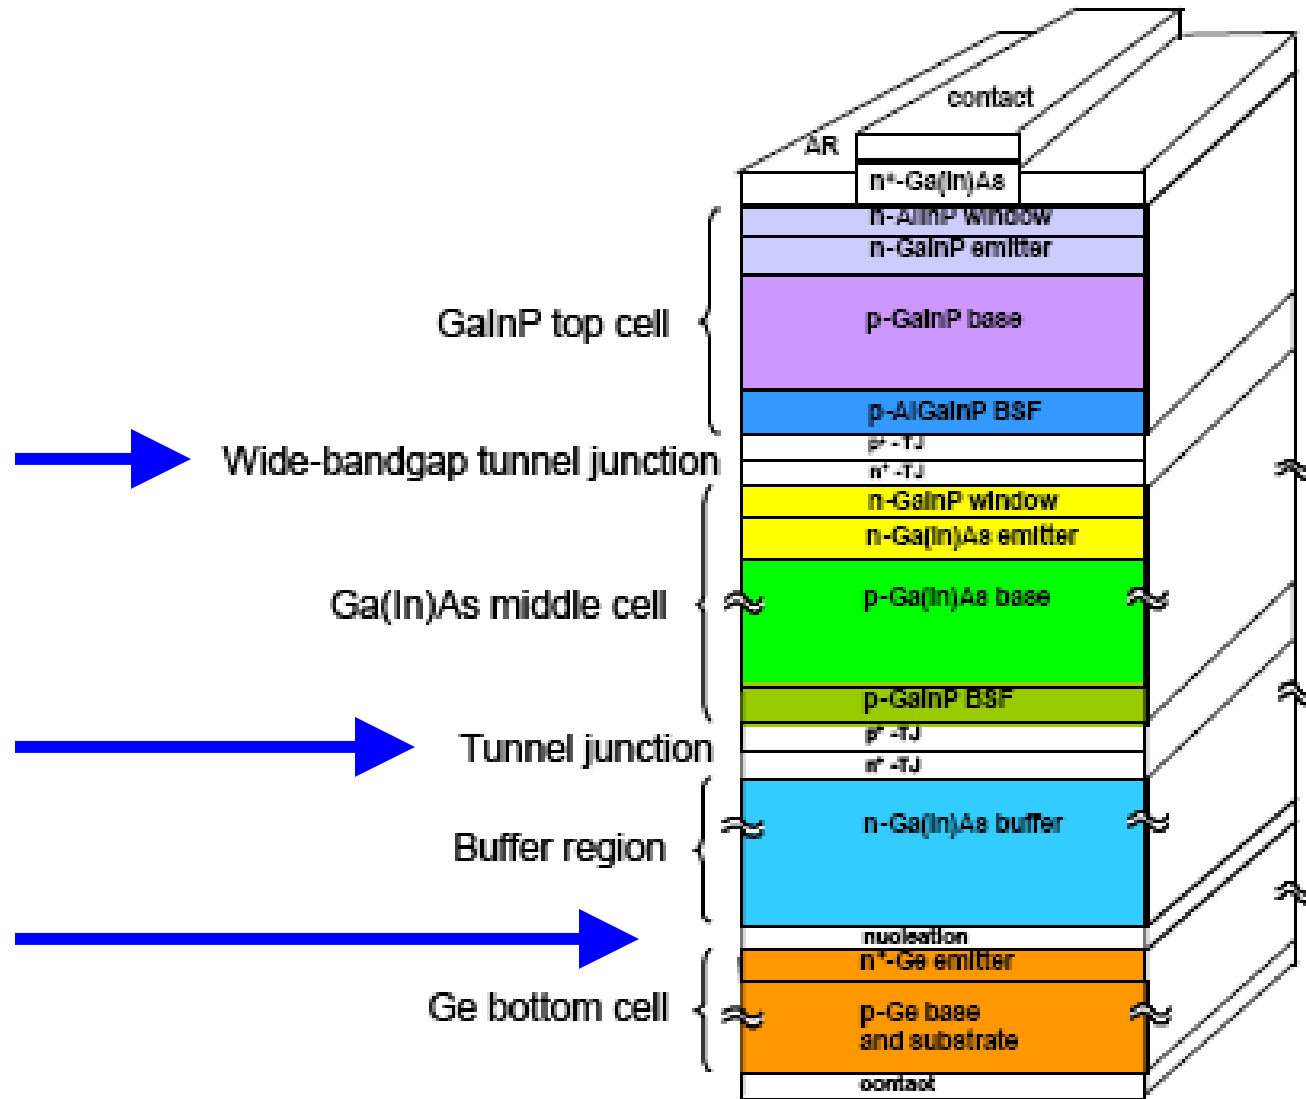 contact
AR
n+-Ga(In)As
n-AlInP window
n-GaInP emitter
GaInP top cell
p-GaInP base
p-AlGaInP BSF
p+-TJ
Wide-bandgap tunnel junction
n+-TJ
n-GaInP window
n-Ga(In)As emitter
Ga(In)As middle cell
p-Ga(In)As base
p-GaInP BSF
p+-TJ
Tunnel junction
n+-TJ
n-Ga(In)As buffer
Buffer region
nucleation
n+-Ge emitter
Ge bottom cell
p-Ge base
and substrate
contact